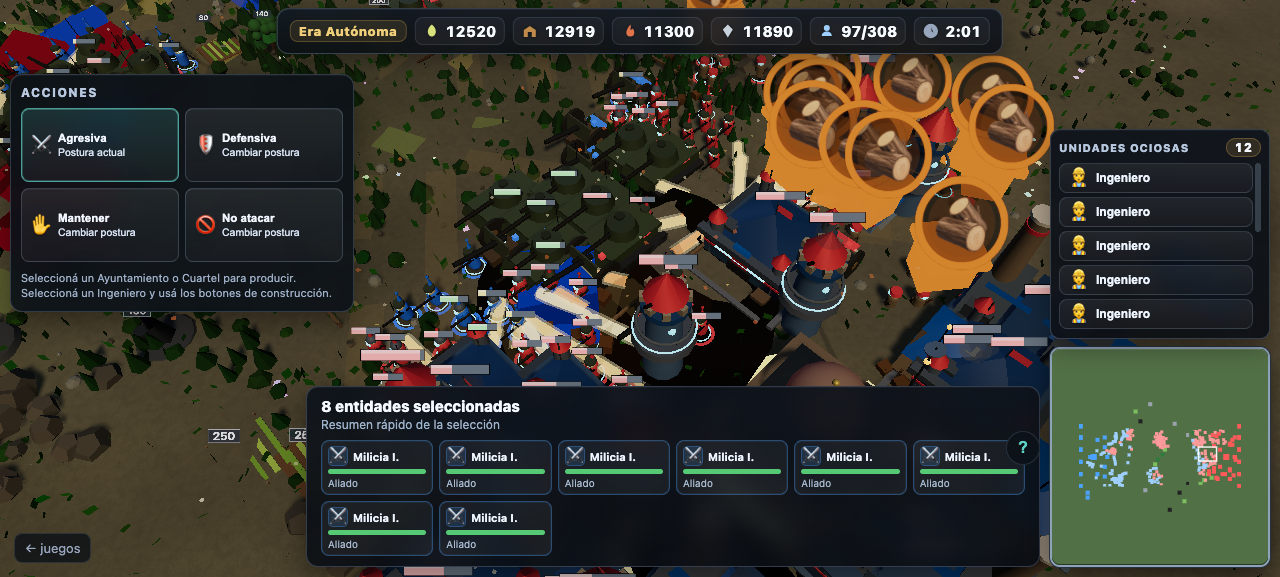 80
140
200
Era Autónoma 12520 12919 11300 11890 97/308 2:01
ACCIONES
Agresiva
Postura actual
Defensiva
Cambiar postura
Mantener
Cambiar postura
No atacar
Cambiar postura
Seleccioná un Ayuntamiento o Cuartel para producir.
Seleccioná un Ingeniero y usá los botones de construcción.
UNIDADES OCIOSAS 12
Ingeniero
Ingeniero
Ingeniero
Ingeniero
Ingeniero
250
8 entidades seleccionadas
Resumen rápido de la selección
?
Milicia I.
Aliado
Milicia I.
Aliado
Milicia I.
Aliado
Milicia I.
Aliado
Milicia I.
Aliado
Milicia I.
Aliado
Milicia I.
Aliado
Milicia I.
Aliado
← juegos